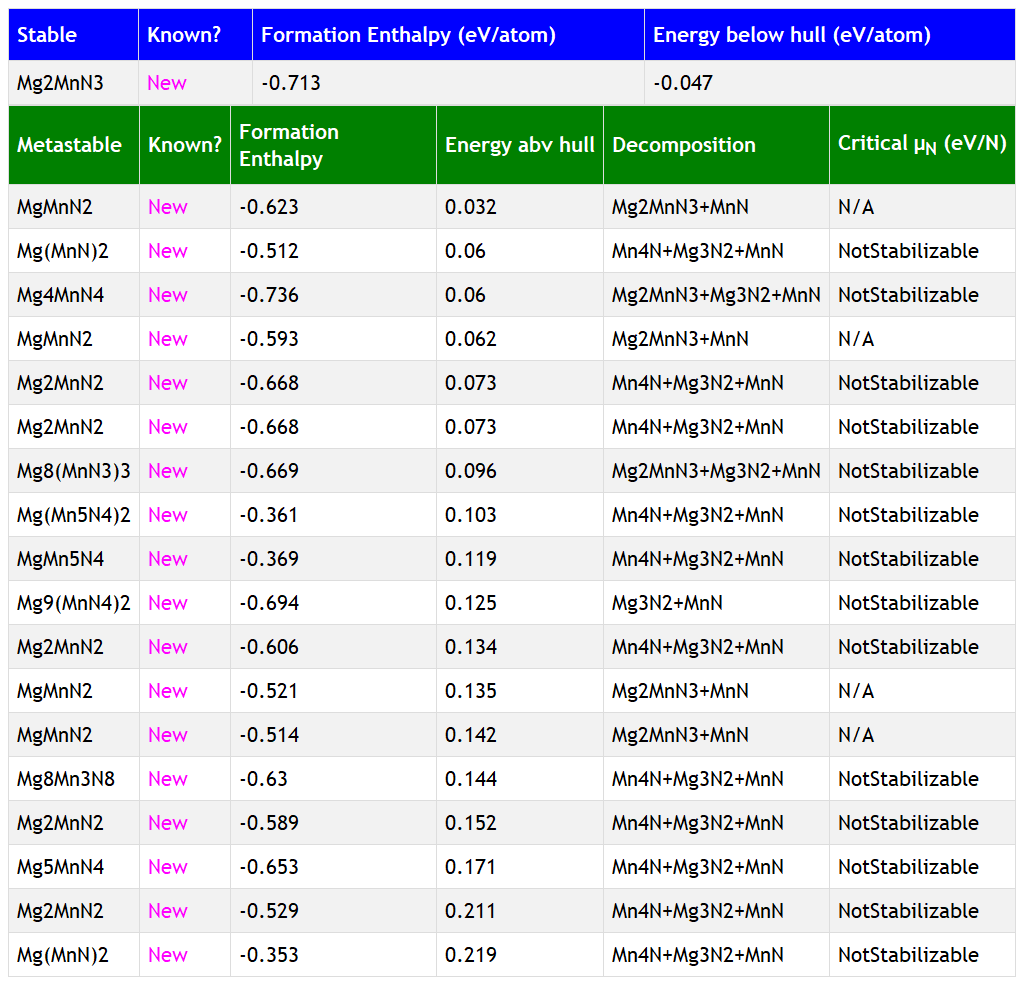 Stable Known? Formation Enthalpy (eV/atom) Energy below hull (eV/atom)
Mg2MnN3 New -0.713 -0.047
Metastable Known? Formation Enthalpy Energy abv hull Decomposition Critical μN (eV/N)
MgMnN2 New -0.623 0.032 Mg2MnN3+MnN N/A
Mg(MnN)2 New -0.512 0.06 Mn4N+Mg3N2+MnN NotStabilizable
Mg4MnN4 New -0.736 0.06 Mg2MnN3+Mg3N2+MnN NotStabilizable
MgMnN2 New -0.593 0.062 Mg2MnN3+MnN N/A
Mg2MnN2 New -0.668 0.073 Mn4N+Mg3N2+MnN NotStabilizable
Mg2MnN2 New -0.668 0.073 Mn4N+Mg3N2+MnN NotStabilizable
Mg8(MnN3)3 New -0.669 0.096 Mg2MnN3+Mg3N2+MnN NotStabilizable
Mg(Mn5N4)2 New -0.361 0.103 Mn4N+Mg3N2+MnN NotStabilizable
MgMn5N4 New -0.369 0.119 Mn4N+Mg3N2+MnN NotStabilizable
Mg9(MnN4)2 New -0.694 0.125 Mg3N2+MnN NotStabilizable
Mg2MnN2 New -0.606 0.134 Mn4N+Mg3N2+MnN NotStabilizable
MgMnN2 New -0.521 0.135 Mg2MnN3+MnN N/A
MgMnN2 New -0.514 0.142 Mg2MnN3+MnN N/A
Mg8Mn3N8 New -0.63 0.144 Mn4N+Mg3N2+MnN NotStabilizable
Mg2MnN2 New -0.589 0.152 Mn4N+Mg3N2+MnN NotStabilizable
Mg5MnN4 New -0.653 0.171 Mn4N+Mg3N2+MnN NotStabilizable
Mg2MnN2 New -0.529 0.211 Mn4N+Mg3N2+MnN NotStabilizable
Mg(MnN)2 New -0.353 0.219 Mn4N+Mg3N2+MnN NotStabilizable